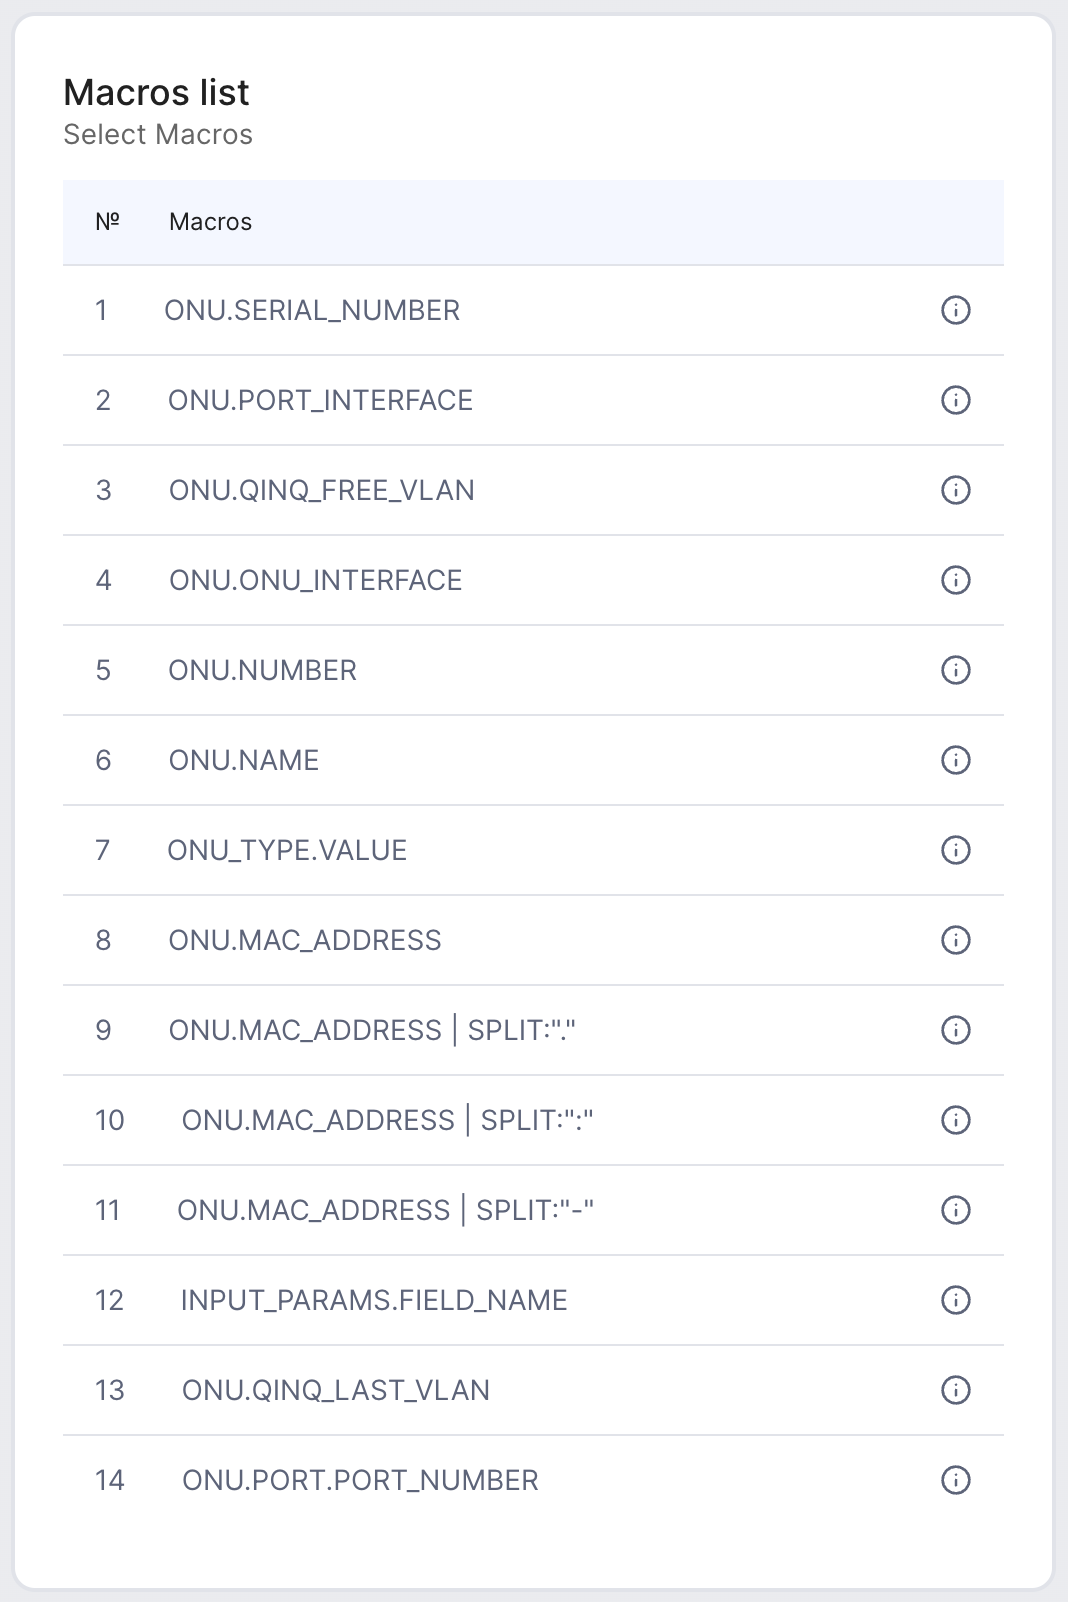 Macros list
Select Macros
№ Macros
1 ONU.SERIAL_NUMBER
2 ONU.PORT_INTERFACE
3 ONU.QINQ_FREE_VLAN
4 ONU.ONU_INTERFACE
5 ONU.NUMBER
6 ONU.NAME
7 ONU_TYPE.VALUE
8 ONU.MAC_ADDRESS
9 ONU.MAC_ADDRESS | SPLIT:"."
10 ONU.MAC_ADDRESS | SPLIT:":"
11 ONU.MAC_ADDRESS | SPLIT:"-"
12 INPUT_PARAMS.FIELD_NAME
13 ONU.QINQ_LAST_VLAN
14 ONU.PORT.PORT_NUMBER